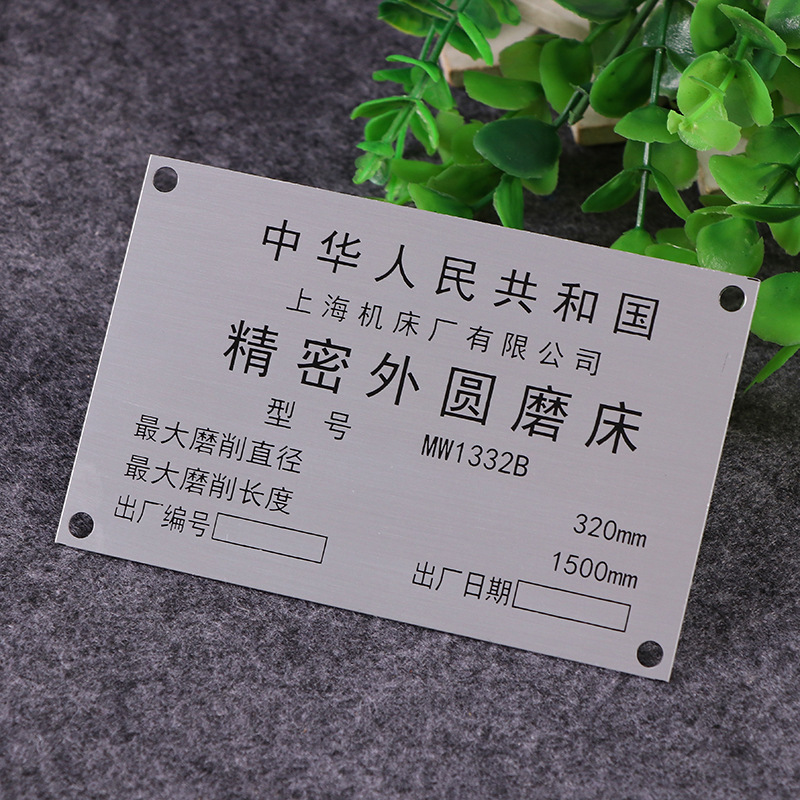 中华人民共和国
上海机床厂有限公司
精密外圆磨床
型号 MW1332B
最大磨削直径 320mm
最大磨削长度 1500mm
出厂编号 出厂日期